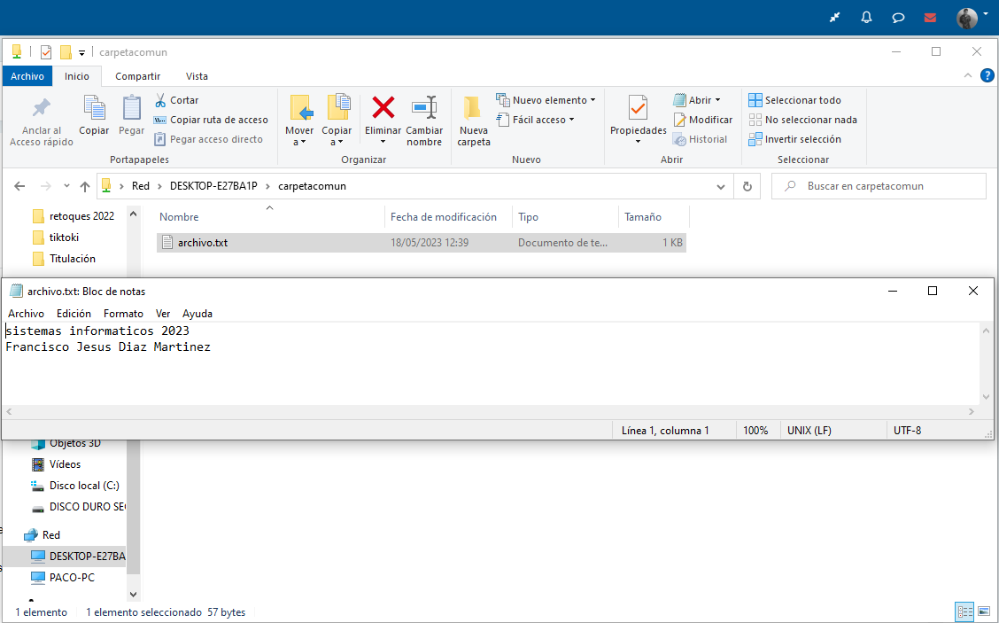 carpetacomun
Archivo Inicio Compartir Vista
Anclar al Acceso rápido
Copiar
Pegar
Cortar
Copiar ruta de acceso
Pegar acceso directo
Portapapeles
Mover a
Copiar a
Eliminar
Cambiar nombre
Organizar
Nueva carpeta
Nuevo elemento
Fácil acceso
Nuevo
Propiedades
Abrir
Modificar
Historial
Abrir
Seleccionar todo
No seleccionar nada
Invertir selección
Seleccionar
Red > DESKTOP-E27BA1P > carpetacomun
Buscar en carpetacomun
retoques 2022
tiktoki
Titulación
Nombre Fecha de modificación Tipo Tamaño
archivo.txt 18/05/2023 12:39 Documento de te... 1 KB
archivo.txt: Bloc de notas
Archivo Edición Formato Ver Ayuda
sistemas informaticos 2023
Francisco Jesus Diaz Martinez
Línea 1, columna 1 100% UNIX (LF) UTF-8
Objetos 3D
Vídeos
Disco local (C:)
DISCO DURO SE
Red
DESKTOP-E27BA
PACO-PC
1 elemento 1 elemento seleccionado 57 bytes